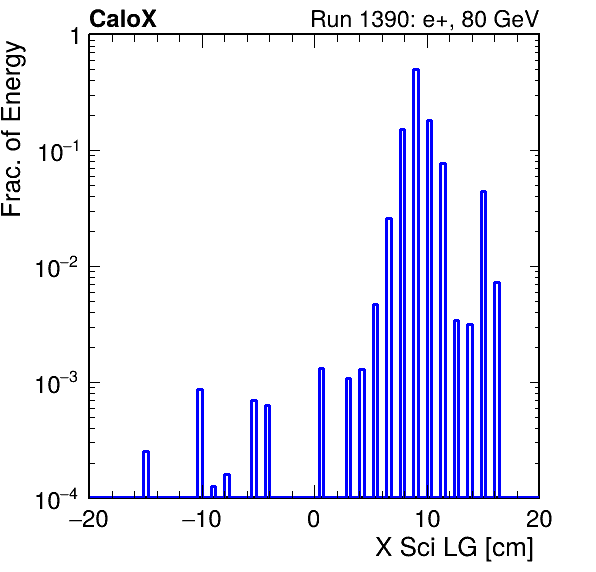 CaloX Run 1390: e+, 80 GeV
Frac. of Energy
1
10⁻¹
10⁻²
10⁻³
10⁻⁴
−20 −10 0 10 20
X Sci LG [cm]